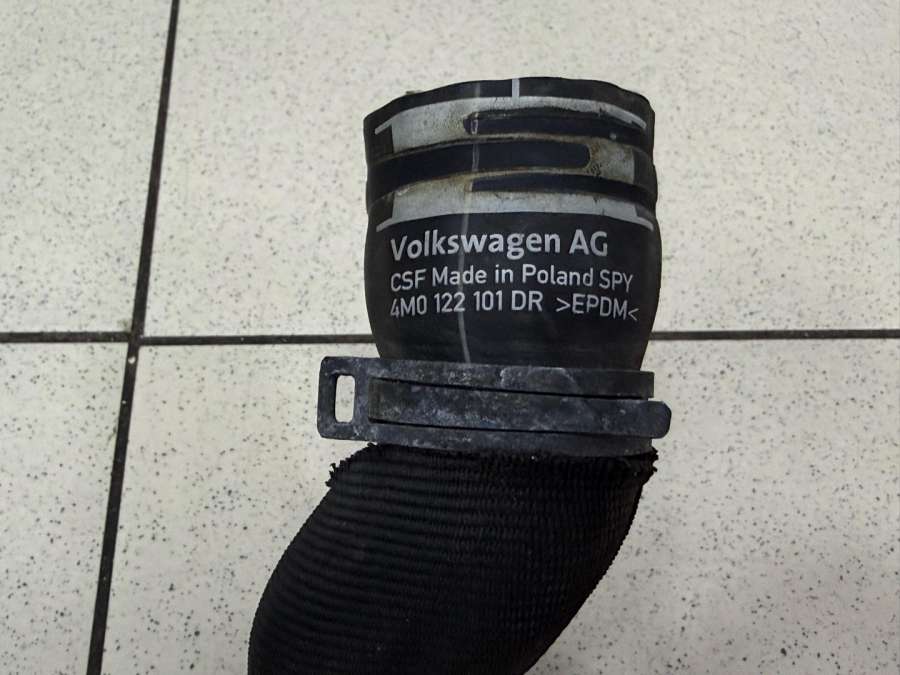 Volkswagen AG
CSF Made in Poland SPY
4M0 122 101 DR >EPDM<